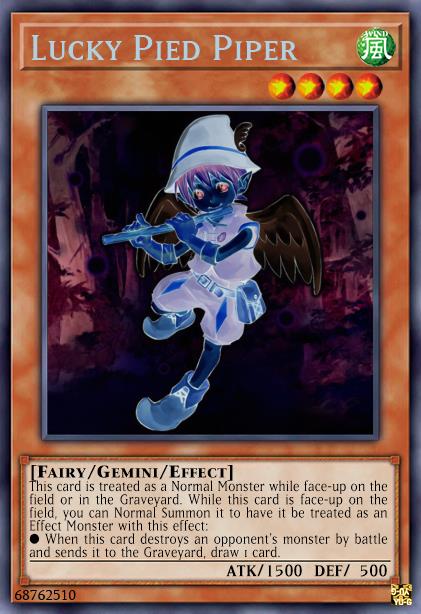 Lucky Pied Piper
WIND
風
[Fairy/Gemini/Effect]
This card is treated as a Normal Monster while face-up on the
field or in the Graveyard. While this card is face-up on the
field, you can Normal Summon it to have it be treated as an
Effect Monster with this effect:
● When this card destroys an opponent's monster by battle
and sends it to the Graveyard, draw 1 card.
ATK/1500 DEF/ 500
68762510